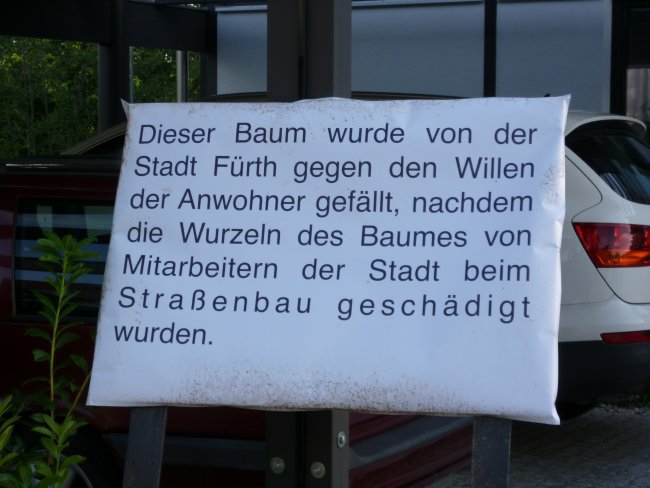 Dieser Baum wurde von der
Stadt Fürth gegen den Willen
der Anwohner gefällt, nachdem
die Wurzeln des Baumes von
Mitarbeitern der Stadt beim
Straßenbau geschädigt
wurden.